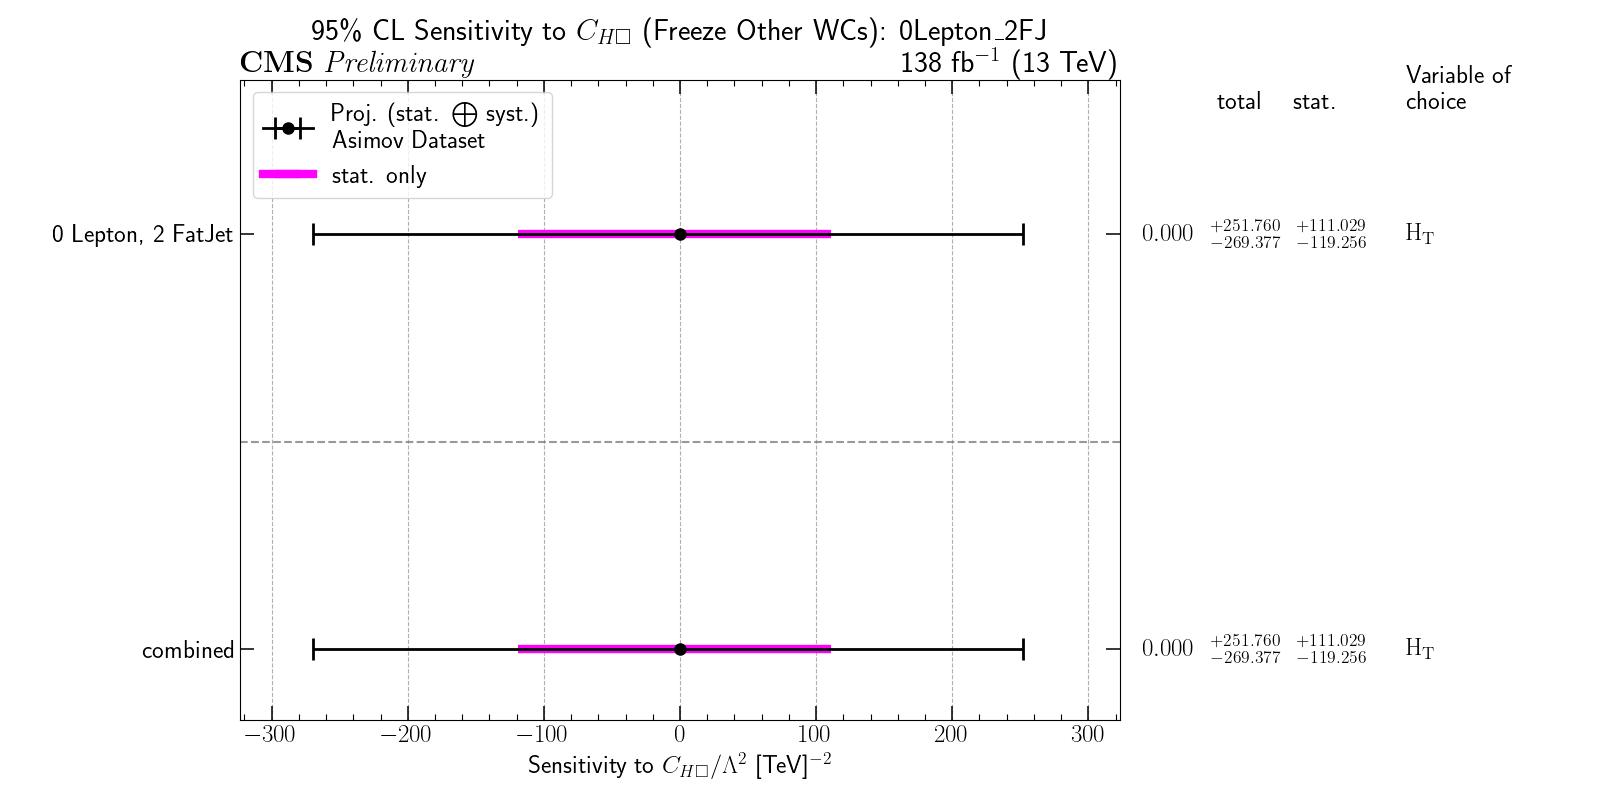 95% CL Sensitivity to C_{H□} (Freeze Other WCs): 0Lepton_2FJ
CMS Preliminary 138 fb⁻¹ (13 TeV)
Variable of
total stat. choice
Proj. (stat. ⨁ syst.)
Asimov Dataset
stat. only
0 Lepton, 2 FatJet 0.000 +251.760 +111.029 H_T
−269.377 −119.256
combined 0.000 +251.760 +111.029 H_T
−269.377 −119.256
−300 −200 −100 0 100 200 300
Sensitivity to C_{H□}/Λ² [TeV]⁻²